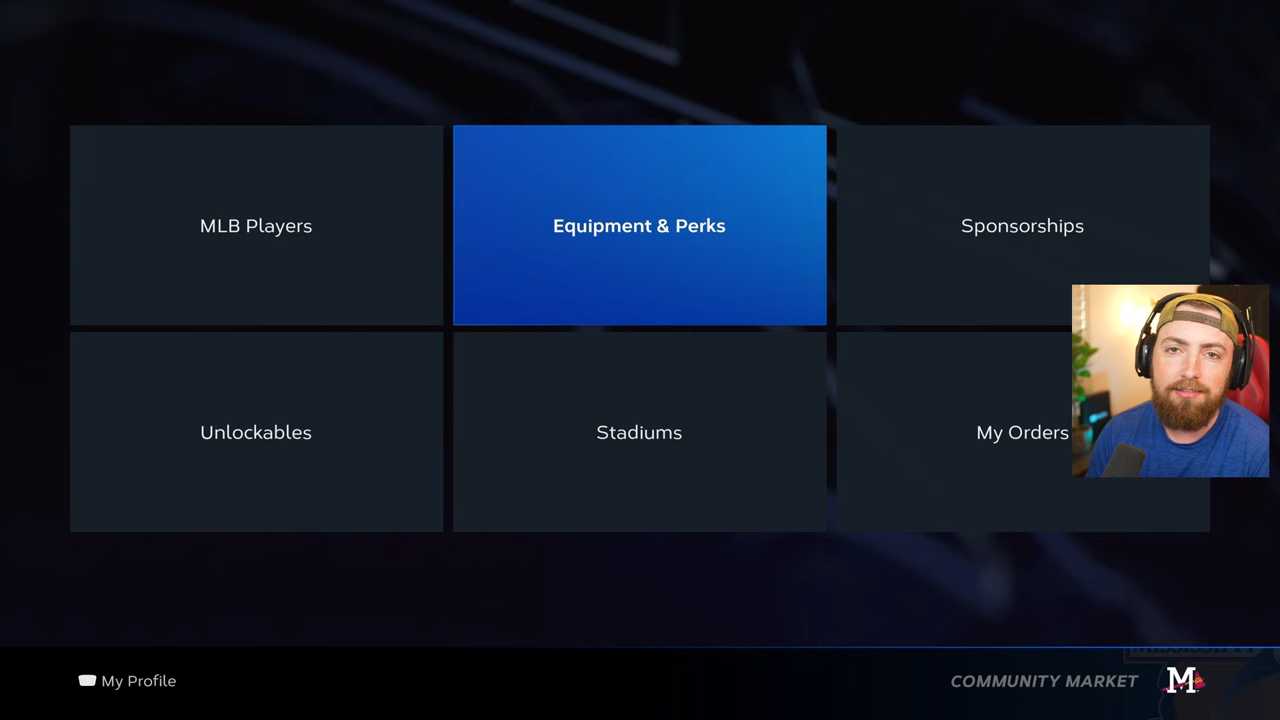 MLB Players
Equipment & Perks
Sponsorships
Unlockables
Stadiums
My Orders
My Profile
COMMUNITY MARKET
M